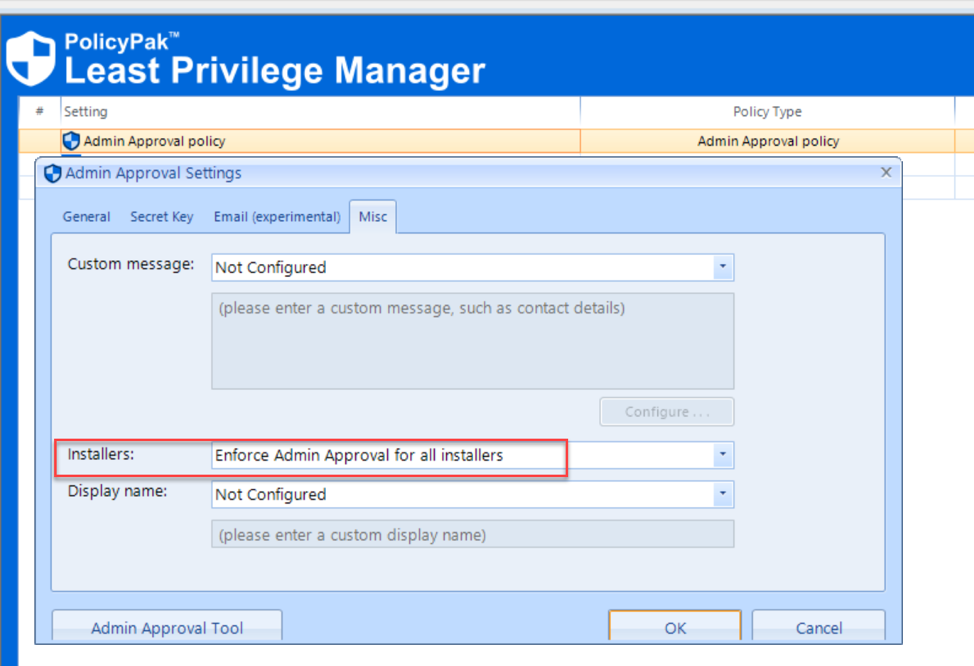 PolicyPak™
Least Privilege Manager
# Setting Policy Type
Admin Approval policy Admin Approval policy
Admin Approval Settings
General Secret Key Email (experimental) Misc
Custom message: Not Configured
(please enter a custom message, such as contact details)
Configure . . .
Installers: Enforce Admin Approval for all installers
Display name: Not Configured
(please enter a custom display name)
Admin Approval Tool OK Cancel